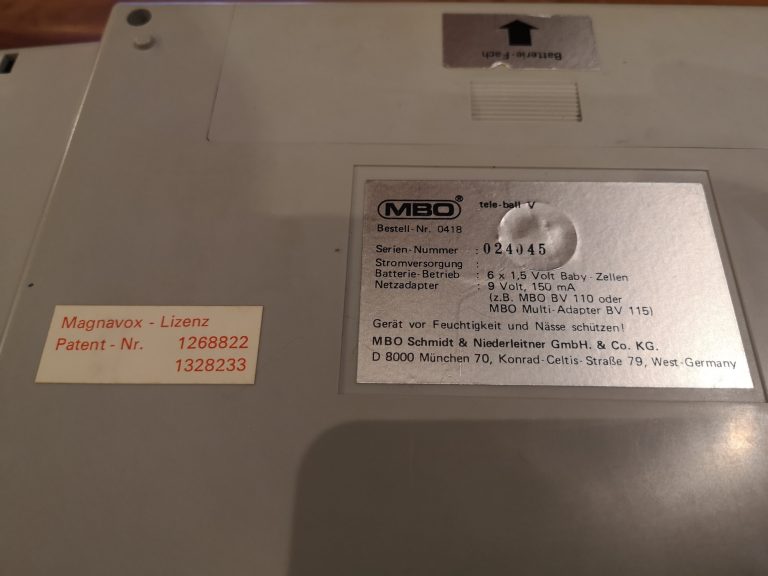 Batterie-Fach
MBO® tele-ball V
Bestell-Nr. 0418
Serien-Nummer : 024045
Stromversorgung :
Batterie-Betrieb : 6 x 1,5 Volt Baby-Zellen
Netzadapter : 9 Volt, 150 mA
(z.B. MBO BV 110 oder
MBO Multi-Adapter BV 115)
Gerät vor Feuchtigkeit und Nässe schützen!
MBO Schmidt & Niederleitner GmbH. & Co. KG.
D 8000 München 70, Konrad-Celtis-Straße 79, West-Germany
Magnavox - Lizenz
Patent - Nr. 1268822
1328233